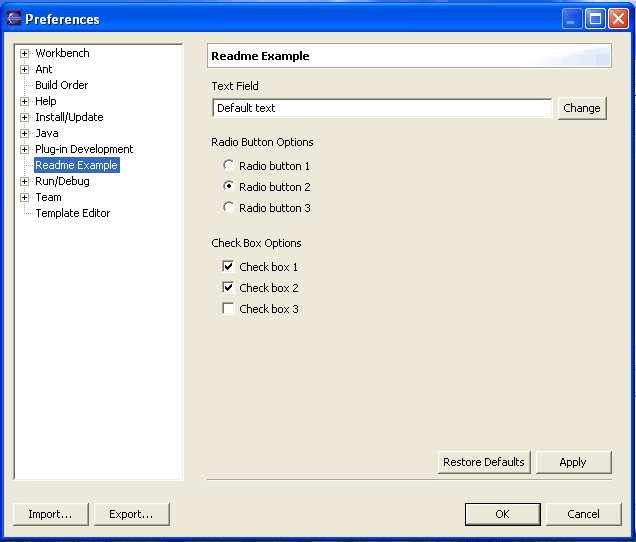 Preferences
Workbench
Ant
Build Order
Help
Install/Update
Java
Plug-in Development
Readme Example
Run/Debug
Team
Template Editor
Readme Example
Text Field
Default text
Change
Radio Button Options
Radio button 1
Radio button 2
Radio button 3
Check Box Options
Check box 1
Check box 2
Check box 3
Restore Defaults
Apply
Import...
Export...
OK
Cancel